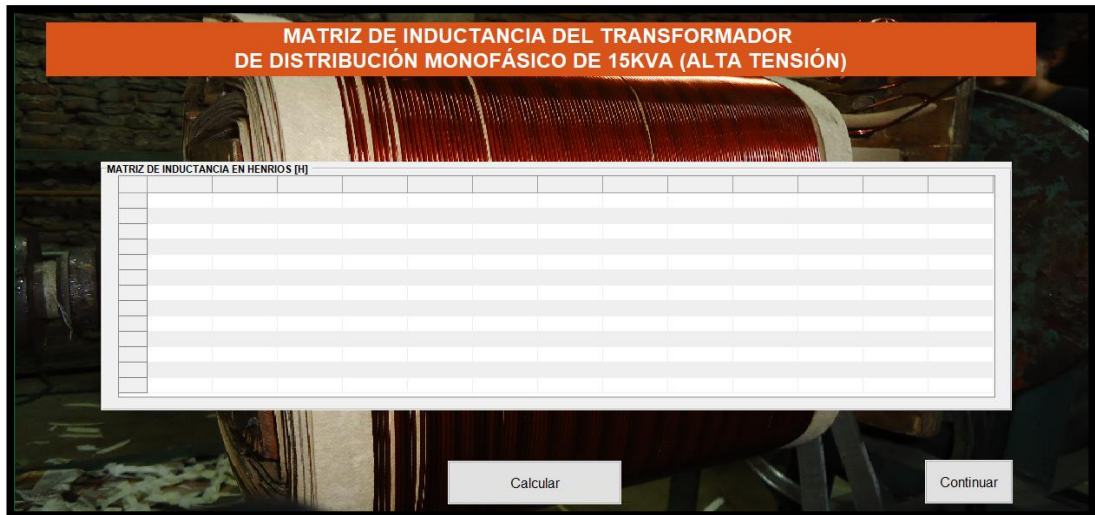 MATRIZ DE INDUCTANCIA DEL TRANSFORMADOR
DE DISTRIBUCIÓN MONOFÁSICO DE 15KVA (ALTA TENSIÓN)
MATRIZ DE INDUCTANCIA EN HENRIOS [H]
Calcular
Continuar